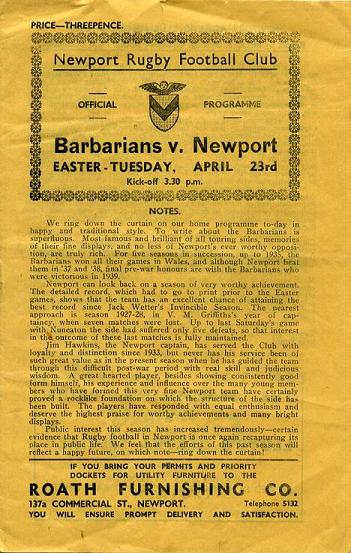 PRICE—THREEPENCE.
Newport Rugby Football Club
OFFICIAL PROGRAMME
Barbarians v. Newport
EASTER-TUESDAY, APRIL 23rd
Kick-off 3.30 p.m.
NOTES.
We ring down the curtain on our home programme to-day in
happy and traditional style. To write about the Barbarians is
superfluous. Most famous and brilliant of all touring sides, memories
of their fine displays, and no less of Newport's ever worthy opposi-
tion, are truly rich. For five seasons in succession, up to 1935, the
Barbarians won all their games in Wales, and although Newport beat
them in '37 and '38, final pre-war honours are with the Barbarians who
were victorious in 1939.
Newport can look back on a season of very worthy achievement.
The detailed record, which had to go to print prior to the Easter
games, shows that the team has an excellent chance of attaining the
best record since Jack Wetter's Invincible Season. The nearest
approach is season 1927-28, in V. M. Griffiths's year of cap-
taincy, when seven matches were lost. Up to last Saturday's game
with Nuneaton the side had suffered only five defeats, so that interest
in the outcome of these last matches is fully maintained.
Jim Hawkins, the Newport captain, has served the Club with
loyalty and distinction since 1933, but never has his service been of
such great value as in the present season when he has guided the team
through this difficult post-war period with real skill and judicious
wisdom. A great hearted player, besides showing consistently good
form himself, his experience and influence over the many young mem-
bers who have formed this very fine Newport team have certainly
proved a rocklike foundation on which the structure of the side has
been built. The players have responded with equal enthusiasm and
deserve the highest praise for worthy achievements and many bright
displays.
Public interest this season has increased tremendously—certain
evidence that Rugby football in Newport is once again recapturing its
place in public life. We feel that the efforts of this past season will
reflect a happy future, on which note—ring down the curtain!
IF YOU BRING YOUR PERMITS AND PRIORITY
DOCKETS FOR UTILITY FURNITURE TO THE
ROATH FURNISHING CO.
137a COMMERCIAL ST., NEWPORT. Telephone 5132
YOU WILL ENSURE PROMPT DELIVERY AND SATISFACTION.